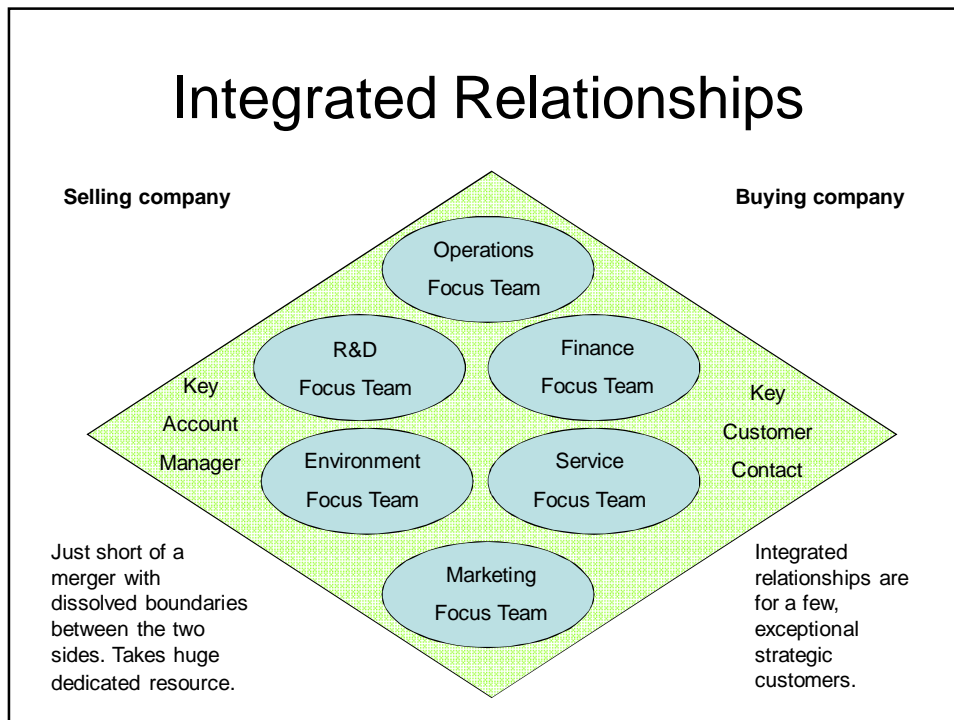 Integrated Relationships
Selling company
Buying company
Operations
Focus Team
R&D
Focus Team
Finance
Focus Team
Key
Account
Manager
Key
Customer
Contact
Environment
Focus Team
Service
Focus Team
Marketing
Focus Team
Just short of a
merger with
dissolved boundaries
between the two
sides. Takes huge
dedicated resource.
Integrated
relationships are
for a few,
exceptional
strategic
customers.